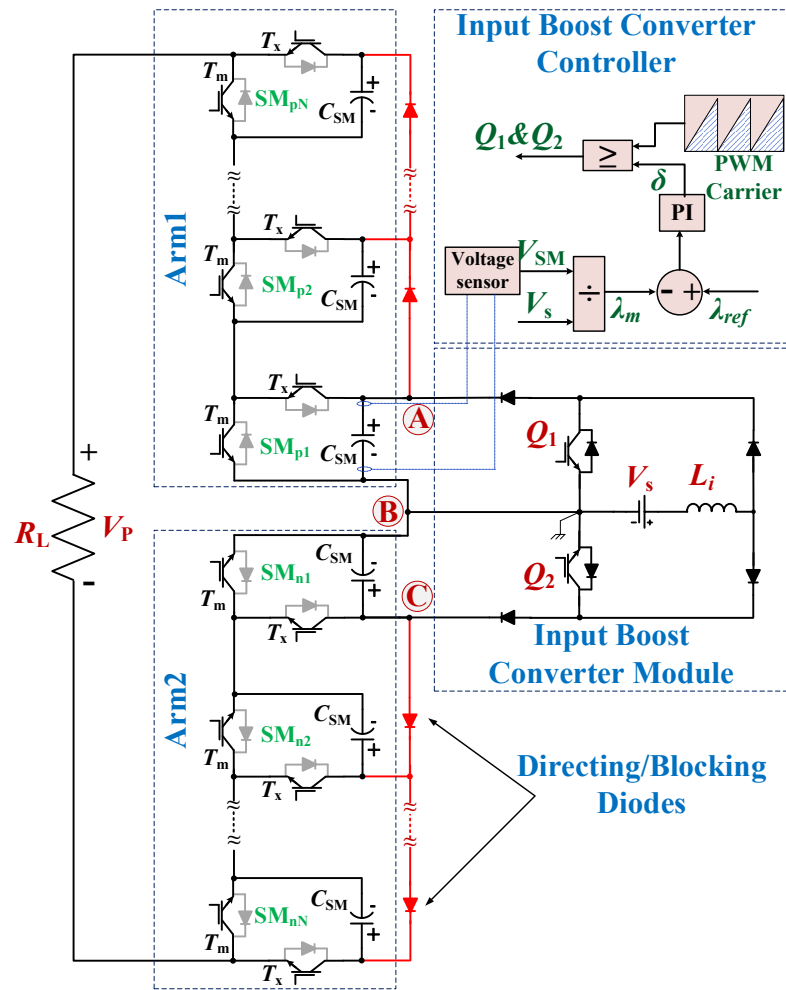 Input Boost Converter
Controller
Q1&Q2
≥
PWM
Carrier
δ
PI
Voltage
sensor
VSM
Vs
÷
λm
- +
λref
Arm1
Tx
Tm
SMpN
CSM
+
-
≈
≈
Tx
Tm
SMp2
CSM
+
-
Tx
Tm
SMp1
CSM
+
-
A
B
C
Q1
Q2
Vs
- +
Li
Input Boost
Converter Module
+
RL
VP
-
Arm2
CSM
-
+
SMn1
Tm
Tx
CSM
-
+
SMn2
Tm
Tx
≈
≈
CSM
-
+
SMnN
Tm
Tx
Directing/Blocking
Diodes